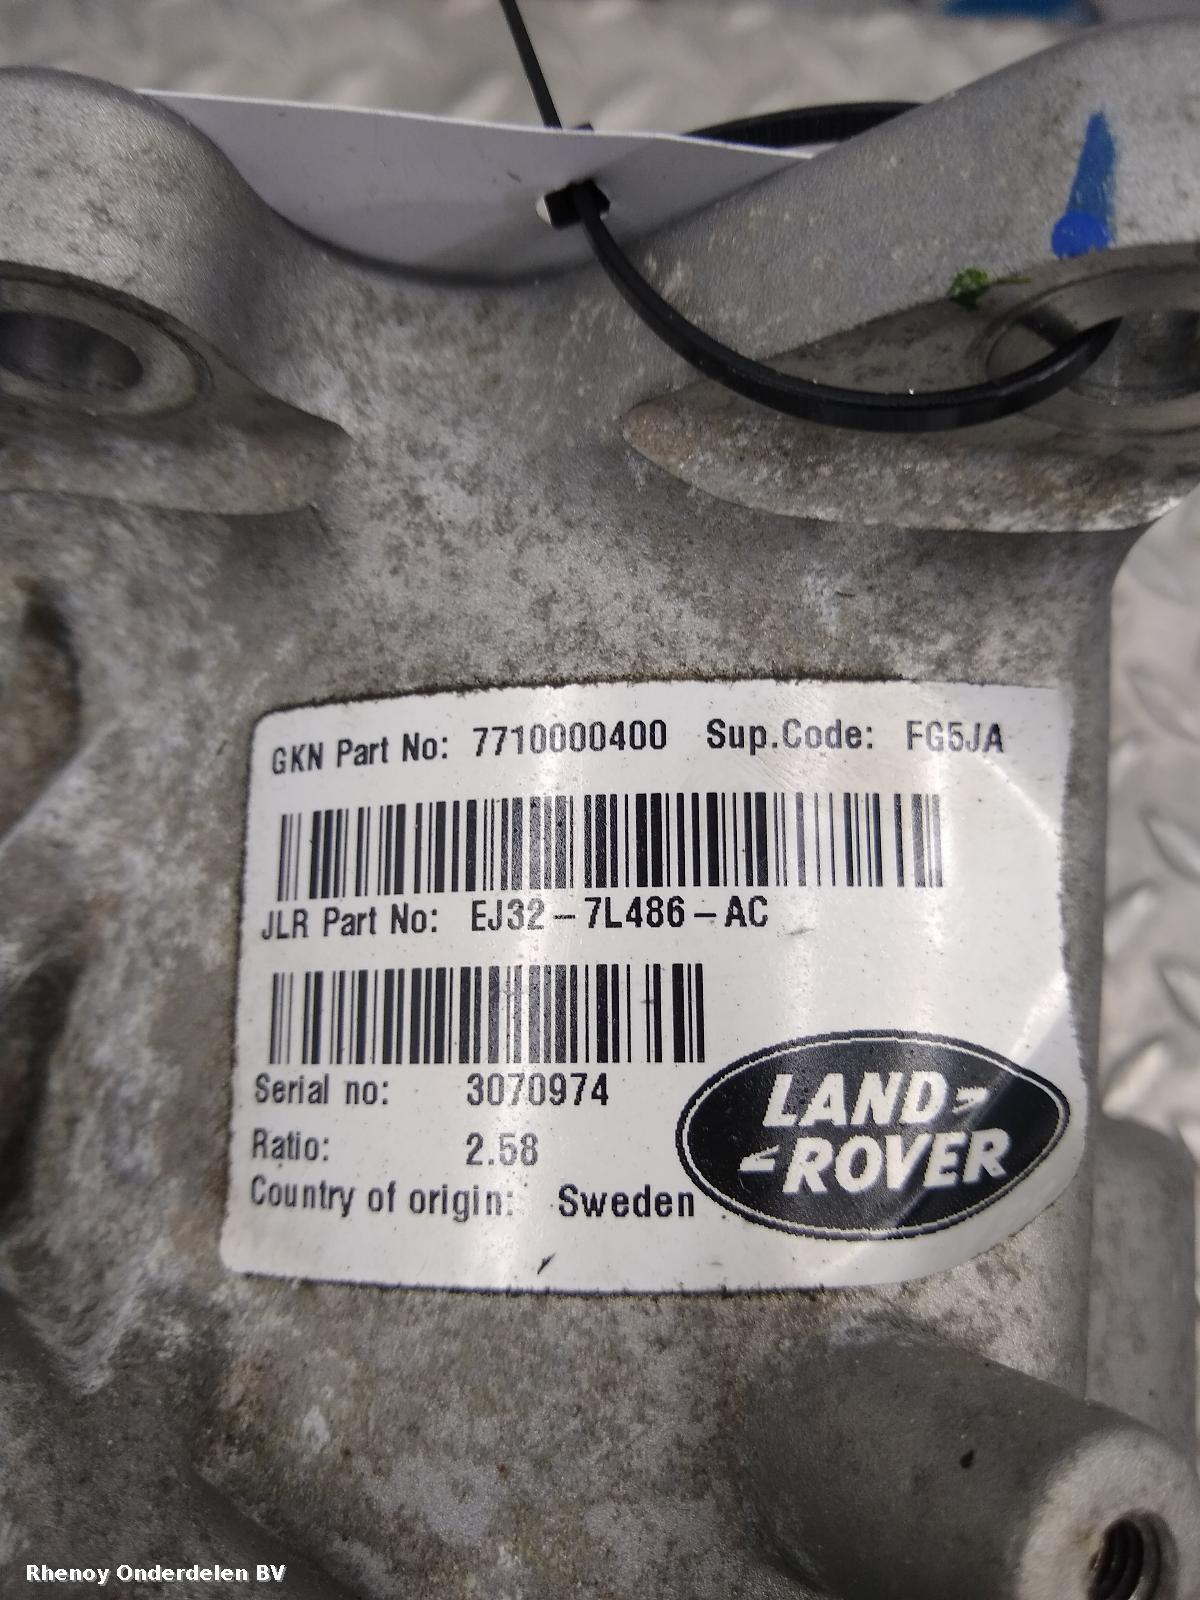 GKN Part No: 7710000400 Sup.Code: FG5JA
JLR Part No: EJ32-7L486-AC
Serial no: 3070974
Ratio: 2.58
Country of origin: Sweden
LAND
ROVER
Rhenoy Onderdelen BV